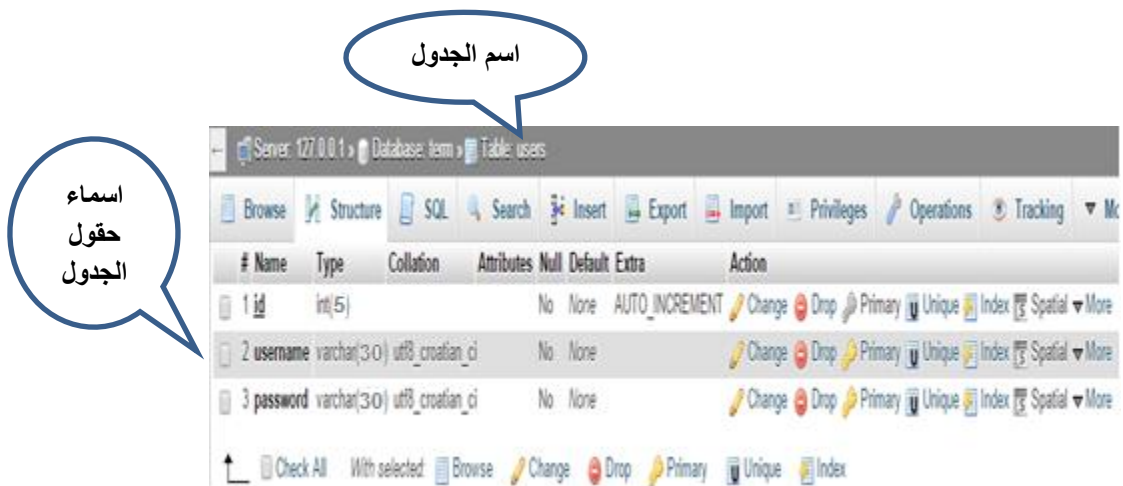 اسم الجدول
Server: 127.0.0.1 » Database: term » Table: users
اسماء
حقول
الجدول
Browse Structure SQL Search Insert Export Import Privileges Operations Tracking
# Name Type Collation Attributes Null Default Extra Action
1 id int(5) No None AUTO_INCREMENT Change Drop Primary Unique Index Spatial More
2 username varchar(30) utf8_croatian_ci No None Change Drop Primary Unique Index Spatial More
3 password varchar(30) utf8_croatian_ci No None Change Drop Primary Unique Index Spatial More
Check All With selected: Browse Change Drop Primary Unique Index